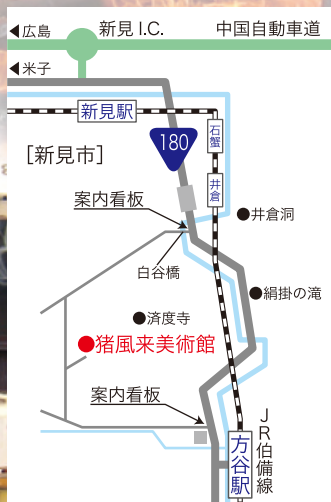 ◀広島
新見I.C.
中国自動車道
◀米子
新見駅
石蟹
180
[新見市]
井倉
案内看板
●井倉洞
白谷橋
●絹掛の滝
●済度寺
●猪風来美術館
案内看板
JR伯備線
方谷駅